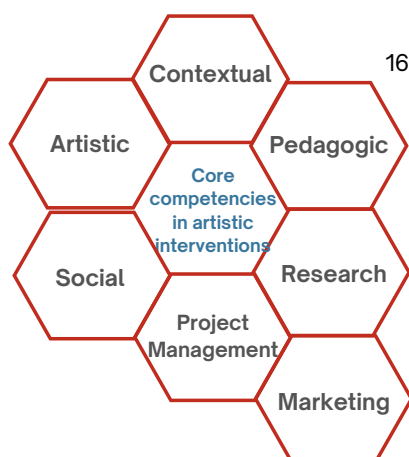 Contextual
16
Artistic
Pedagogic
Core
competencies
in artistic
interventions
Social
Research
Project
Management
Marketing